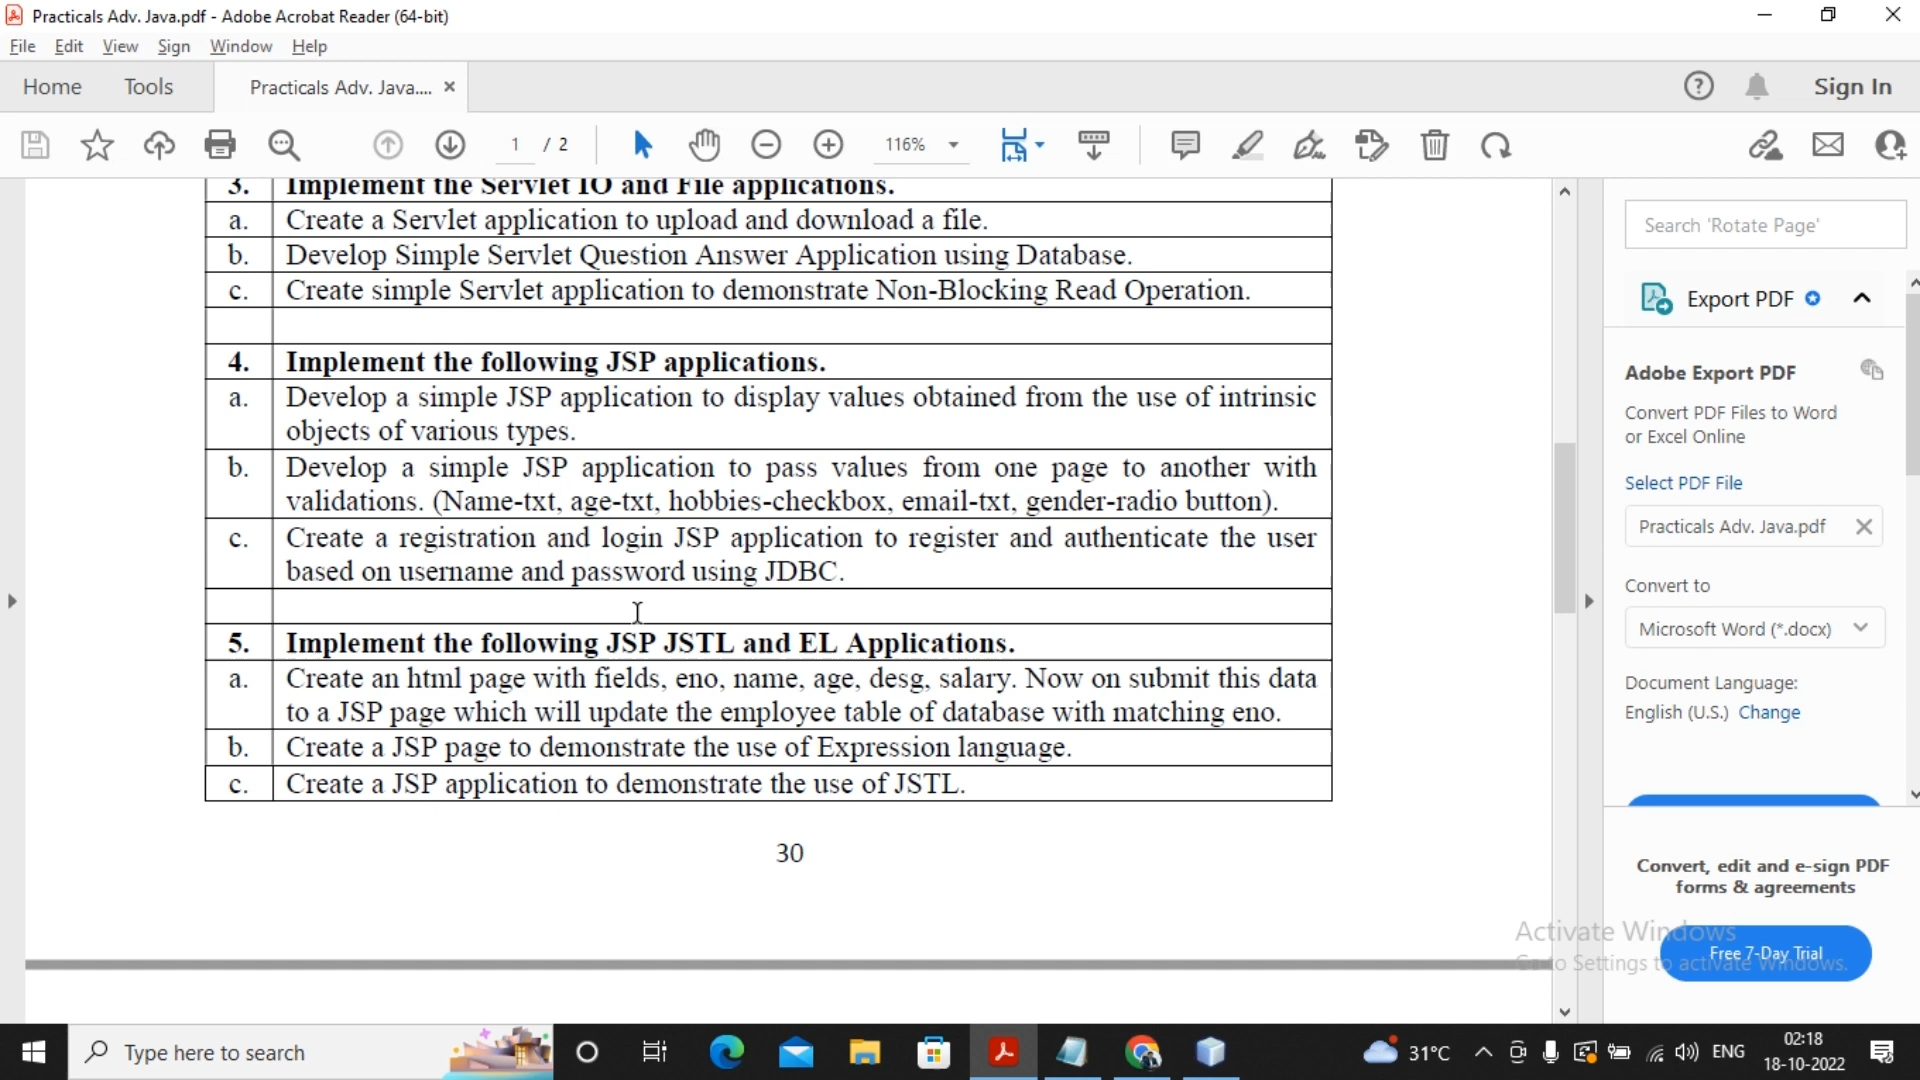 Practicals Adv. Java.pdf - Adobe Acrobat Reader (64-bit)
File Edit View Sign Window Help
Home Tools Practicals Adv. Java.... × Sign In
1 / 2 116%
3. Implement the Servlet IO and File applications.
a. Create a Servlet application to upload and download a file.
b. Develop Simple Servlet Question Answer Application using Database.
c. Create simple Servlet application to demonstrate Non-Blocking Read Operation.
4. Implement the following JSP applications.
a. Develop a simple JSP application to display values obtained from the use of intrinsic
objects of various types.
b. Develop a simple JSP application to pass values from one page to another with
validations. (Name-txt, age-txt, hobbies-checkbox, email-txt, gender-radio button).
c. Create a registration and login JSP application to register and authenticate the user
based on username and password using JDBC.
5. Implement the following JSP JSTL and EL Applications.
a. Create an html page with fields, eno, name, age, desg, salary. Now on submit this data
to a JSP page which will update the employee table of database with matching eno.
b. Create a JSP page to demonstrate the use of Expression language.
c. Create a JSP application to demonstrate the use of JSTL.
30
Search 'Rotate Page'
Export PDF
Adobe Export PDF
Convert PDF Files to Word
or Excel Online
Select PDF File
Practicals Adv. Java.pdf
Convert to
Microsoft Word (*.docx)
Document Language:
English (U.S.) Change
Convert, edit and e-sign PDF
forms & agreements
Activate Windows
Go to Settings to activate Windows.
Free 7-Day Trial
Type here to search
31°C
ENG
02:18
18-10-2022